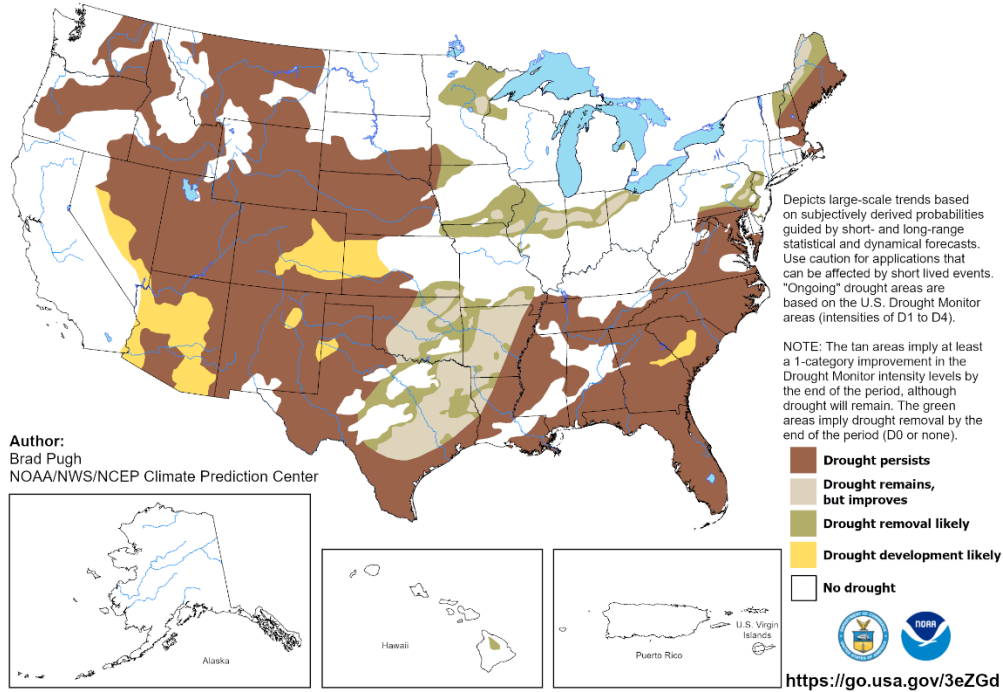 Depicts large-scale trends based
on subjectively derived probabilities
guided by short- and long-range
statistical and dynamical forecasts.
Use caution for applications that
can be affected by short lived events.
"Ongoing" drought areas are
based on the U.S. Drought Monitor
areas (intensities of D1 to D4).
NOTE: The tan areas imply at least
a 1-category improvement in the
Drought Monitor intensity levels by
the end of the period, although
drought will remain. The green
areas imply drought removal by the
end of the period (D0 or none).
Author:
Brad Pugh
NOAA/NWS/NCEP Climate Prediction Center
Drought persists
Drought remains,
but improves
Drought removal likely
Drought development likely
No drought
Alaska
Hawaii
Puerto Rico
U.S. Virgin
Islands
NOAA
https://go.usa.gov/3eZGd